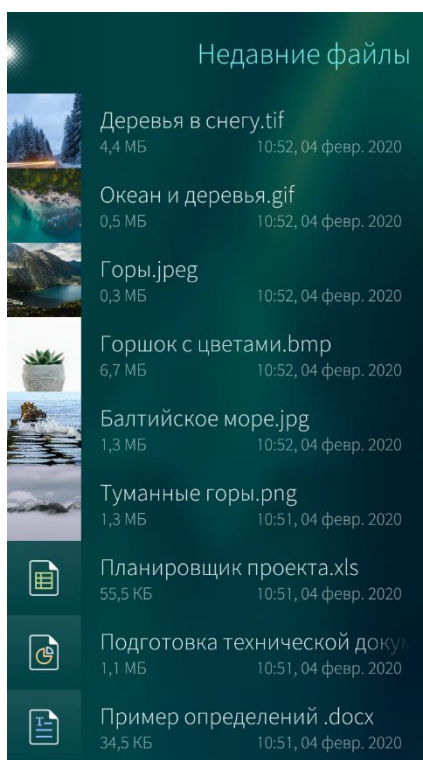 Недавние файлы
Деревья в снегу.tif
4,4 МБ 10:52, 04 февр. 2020
Океан и деревья.gif
0,5 МБ 10:52, 04 февр. 2020
Горы.jpeg
0,3 МБ 10:52, 04 февр. 2020
Горшок с цветами.bmp
6,7 МБ 10:52, 04 февр. 2020
Балтийское море.jpg
1,3 МБ 10:52, 04 февр. 2020
Туманные горы.png
1,3 МБ 10:51, 04 февр. 2020
Планировщик проекта.xls
55,5 КБ 10:51, 04 февр. 2020
Подготовка технической
1,1 МБ 10:51, 04 февр. 2020
Пример определений .docx
34,5 КБ 10:51, 04 февр. 2020